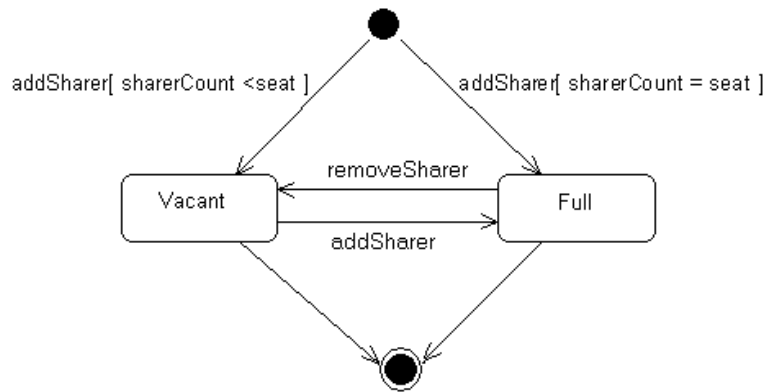 addSharer[ sharerCount <seat ]
addSharer[ sharerCount = seat ]
removeSharer
Vacant
Full
addSharer